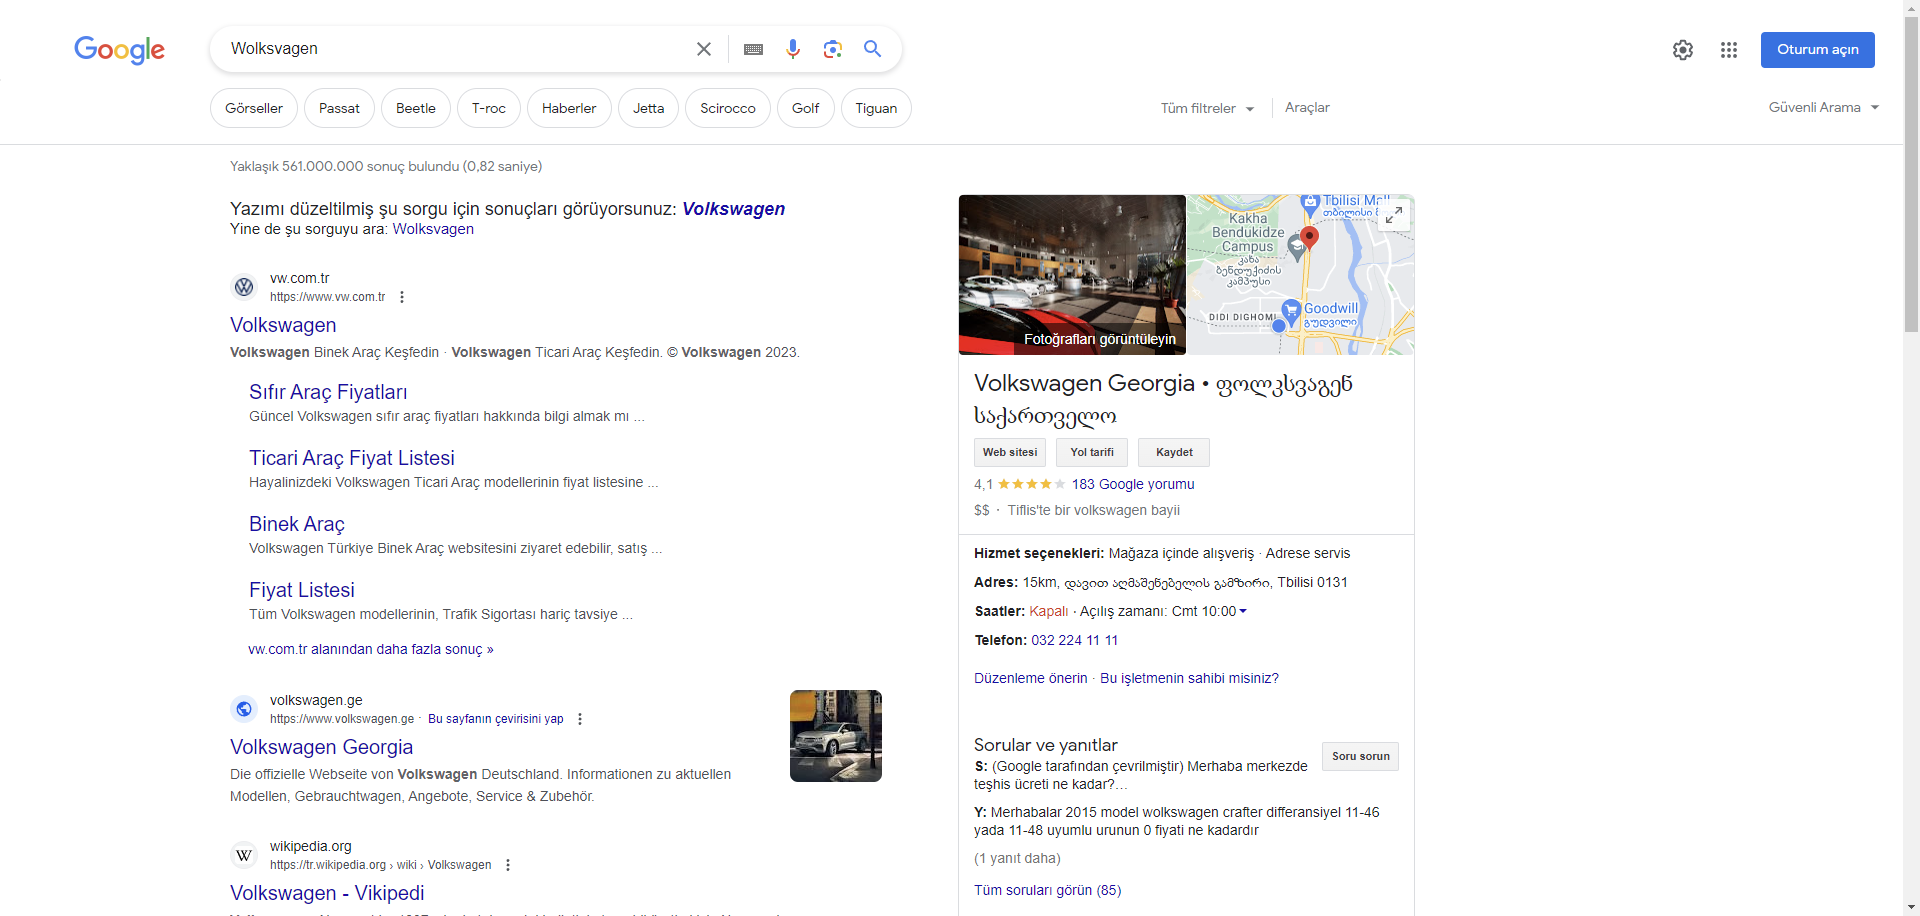 Google
Wolksvagen
Oturum açın
Görseller
Passat
Beetle
T-roc
Haberler
Jetta
Scirocco
Golf
Tiguan
Tüm filtreler
Araçlar
Güvenli Arama
Yaklaşık 561.000.000 sonuç bulundu (0,82 saniye)
Yazımı düzeltilmiş şu sorgu için sonuçları görüyorsunuz: Volkswagen
Yine de şu sorguyu ara: Wolksvagen
vw.com.tr
https://www.vw.com.tr
Volkswagen
Volkswagen Binek Araç Keşfedin · Volkswagen Ticari Araç Keşfedin. © Volkswagen 2023.
Sıfır Araç Fiyatları
Güncel Volkswagen sıfır araç fiyatları hakkında bilgi almak mı ...
Ticari Araç Fiyat Listesi
Hayalinizdeki Volkswagen Ticari Araç modellerinin fiyat listesine ...
Binek Araç
Volkswagen Türkiye Binek Araç websitesini ziyaret edebilir, satış ...
Fiyat Listesi
Tüm Volkswagen modellerinin, Trafik Sigortası hariç tavsiye ...
vw.com.tr alanından daha fazla sonuç »
volkswagen.ge
https://www.volkswagen.ge · Bu sayfanın çevirisini yap
Volkswagen Georgia
Die offizielle Webseite von Volkswagen Deutschland. Informationen zu aktuellen
Modellen, Gebrauchtwagen, Angebote, Service & Zubehör.
W
wikipedia.org
https://tr.wikipedia.org › wiki › Volkswagen
Volkswagen - Vikipedi
Fotoğrafları görüntüleyin
Tbilisi Mall
თბილისი
Kakha
Bendukidze
Campus
კახა
ბენდუქიძის
კამპუსი
DIDI DIGHOMI
Goodwill
გუდვილი
Volkswagen Georgia • ფოლკსვაგენ
საქართველო
Web sitesi
Yol tarifi
Kaydet
4,1 183 Google yorumu
$$ · Tiflis'te bir volkswagen bayii
Hizmet seçenekleri: Mağaza içinde alışveriş · Adrese servis
Adres: 15km, დავით აღმაშენებელის გამზირი, Tbilisi 0131
Saatler: Kapalı · Açılış zamanı: Cmt 10:00
Telefon: 032 224 11 11
Düzenleme önerin · Bu işletmenin sahibi misiniz?
Sorular ve yanıtlar
Soru sorun
S: (Google tarafından çevrilmiştir) Merhaba merkezde
teşhis ücreti ne kadar?...
Y: Merhabalar 2015 model wolkswagen crafter differansiyel 11-46
yada 11-48 uyumlu urunun 0 fiyati ne kadardır
(1 yanıt daha)
Tüm soruları görün (85)